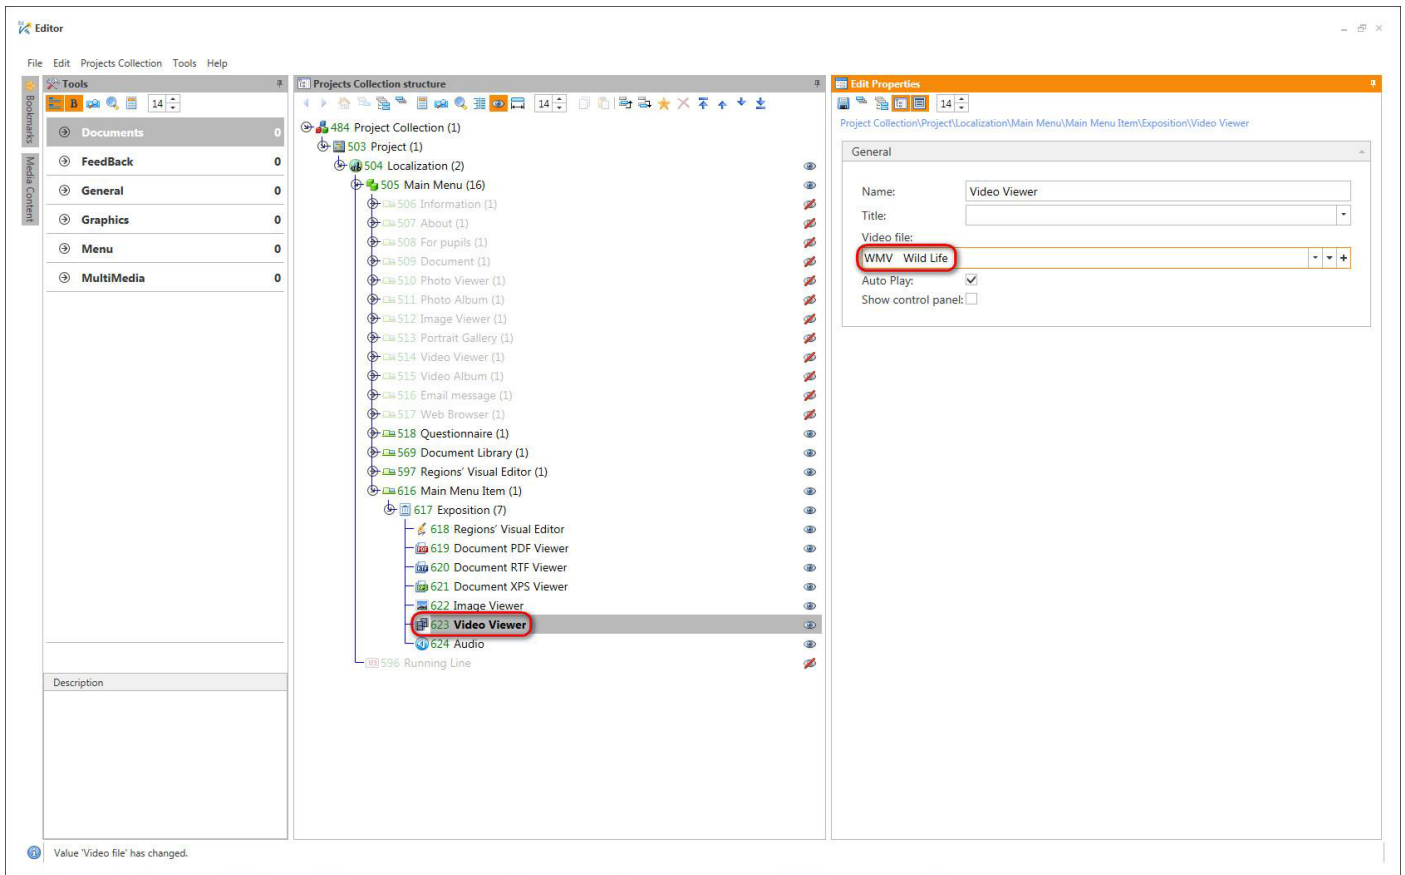 Editor
File Edit Projects Collection Tools Help
Bookmarks
Media Content
Tools
B 14
Documents 0
FeedBack 0
General 0
Graphics 0
Menu 0
MultiMedia 0
Description
Projects Collection structure
14
484 Project Collection (1)
503 Project (1)
504 Localization (2)
505 Main Menu (16)
506 Information (1)
507 About (1)
508 For pupils (1)
509 Document (1)
510 Photo Viewer (1)
511 Photo Album (1)
512 Image Viewer (1)
513 Portrait Gallery (1)
514 Video Viewer (1)
515 Video Album (1)
516 Email message (1)
517 Web Browser (1)
518 Questionnaire (1)
569 Document Library (1)
597 Regions' Visual Editor (1)
616 Main Menu Item (1)
617 Exposition (7)
618 Regions' Visual Editor
619 Document PDF Viewer
620 Document RTF Viewer
621 Document XPS Viewer
622 Image Viewer
623 Video Viewer
624 Audio
596 Running Line
Edit Properties
14
Project Collection\Project\Localization\Main Menu\Main Menu Item\Exposition\Video Viewer
General
Name: Video Viewer
Title:
Video file:
WMV Wild Life
Auto Play:
Show control panel:
Value 'Video file' has changed.